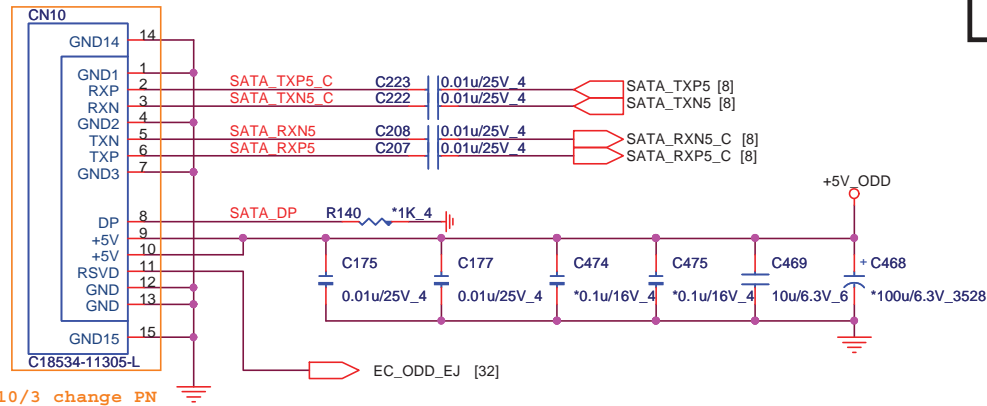 CN10
GND14 14
GND1 1
RXP 2 SATA_TXP5_C C223 0.01u/25V_4 SATA_TXP5 [8]
RXN 3 SATA_TXN5_C C222 0.01u/25V_4 SATA_TXN5 [8]
GND2 4
TXN 5 SATA_RXN5 C208 0.01u/25V_4 SATA_RXN5_C [8]
TXP 6 SATA_RXP5 C207 0.01u/25V_4 SATA_RXP5_C [8]
GND3 7
+5V_ODD
DP 8 SATA_DP R140 *1K_4
+5V 9
+5V 10
RSVD 11
GND 12
GND 13
C175 C177 C474 C475 C469 + C468
0.01u/25V_4 0.01u/25V_4 *0.1u/16V_4 *0.1u/16V_4 10u/6.3V_6 *100u/6.3V_3528
GND15 15
C18534-11305-L
EC_ODD_EJ [32]
10/3 change PN